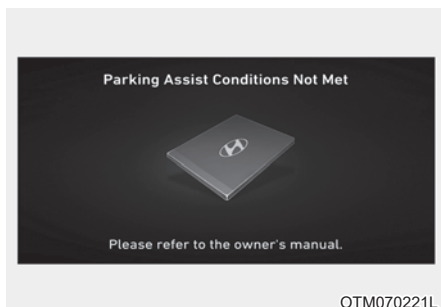 Parking Assist Conditions Not Met
Please refer to the owner's manual.
OTM070221L